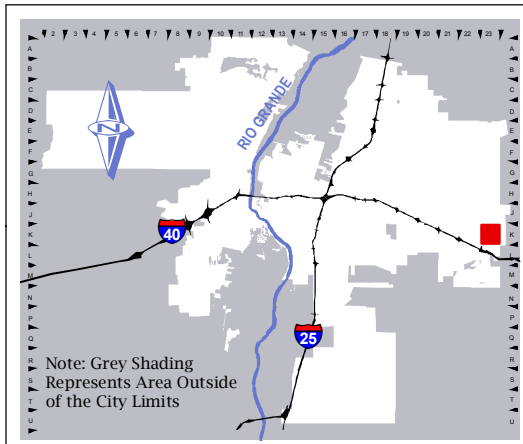 2 3 4 5 6 7 8 9 10 11 12 13 14 15 16 17 18 19 20 21 22 23
A A
B B
C C
D D
E E
F F
G G
H H
J J
K K
L L
M M
N N
P P
Q Q
R R
S S
T T
U U
N
RIO GRANDE
40
25
Note: Grey Shading
Represents Area Outside
of the City Limits